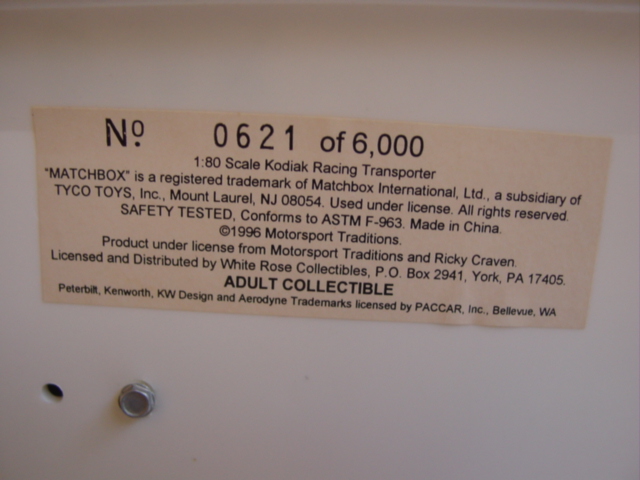 Nº. 0621 of 6,000
1:80 Scale Kodiak Racing Transporter
"MATCHBOX" is a registered trademark of Matchbox International, Ltd., a subsidiary of
TYCO TOYS, Inc., Mount Laurel, NJ 08054. Used under license. All rights reserved.
SAFETY TESTED, Conforms to ASTM F-963. Made in China.
©1996 Motorsport Traditions.
Product under license from Motorsport Traditions and Ricky Craven.
Licensed and Distributed by White Rose Collectibles, P.O. Box 2941, York, PA 17405.
ADULT COLLECTIBLE
Peterbilt, Kenworth, KW Design and Aerodyne Trademarks licensed by PACCAR, Inc., Bellevue, WA